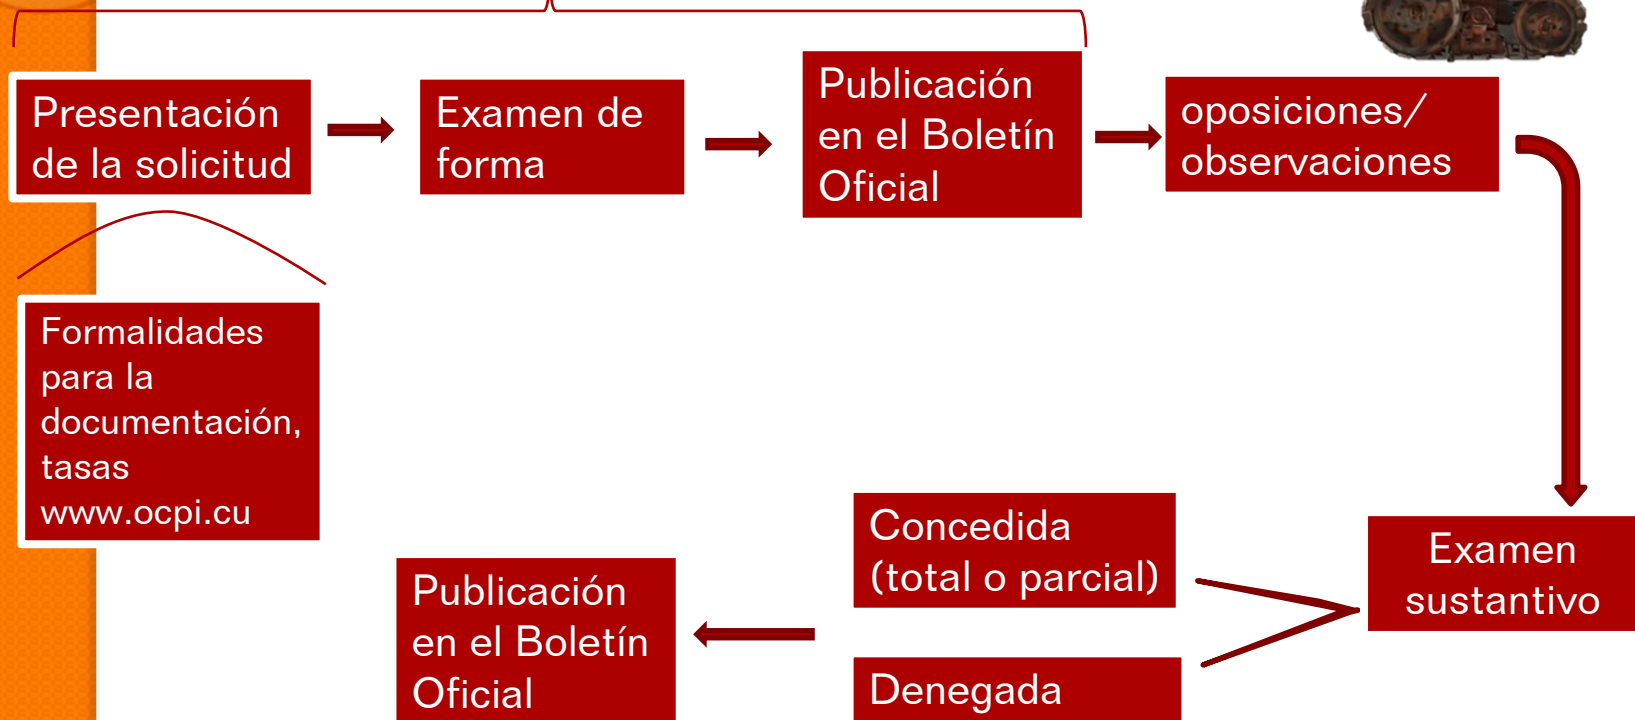 Presentación
de la solicitud
Examen de
forma
Publicación
en el Boletín
Oficial
oposiciones/
observaciones
Formalidades
para la
documentación,
tasas
www.ocpi.cu
Examen
sustantivo
Concedida
(total o parcial)
Denegada
Publicación
en el Boletín
Oficial